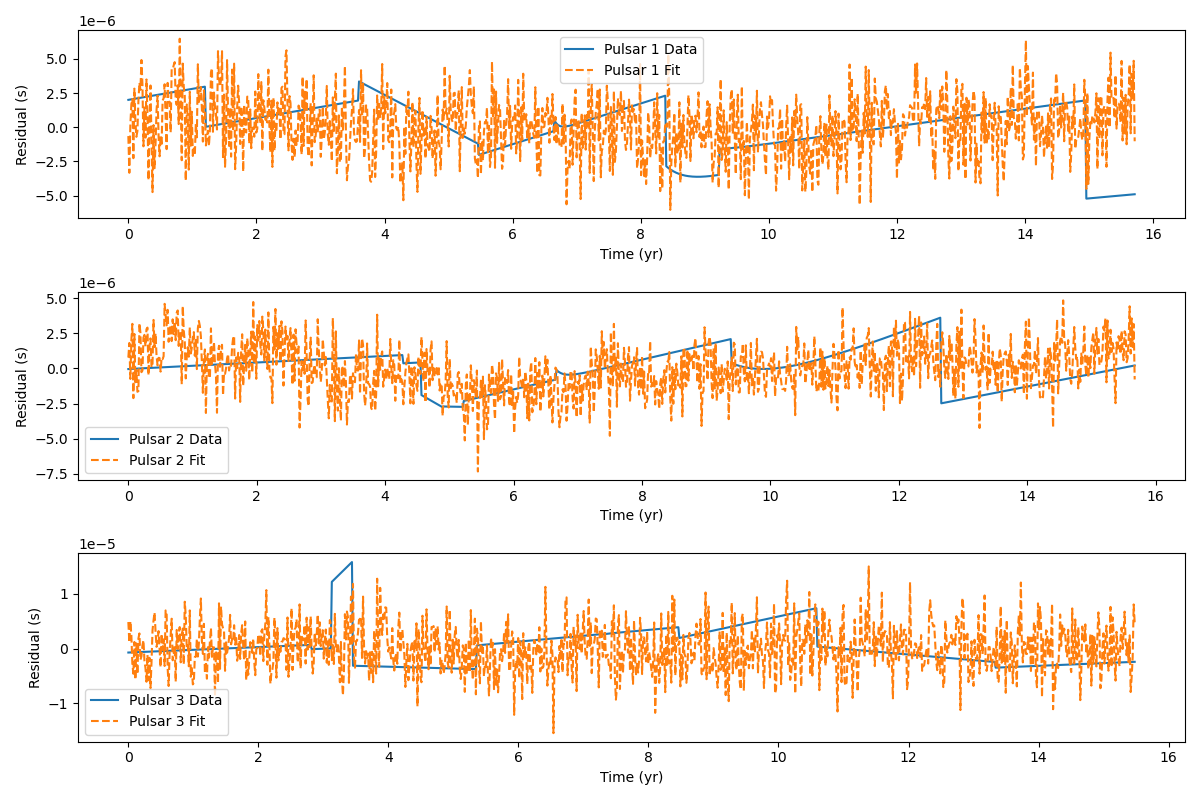 1e−6
5.0
2.5
0.0
−2.5
−5.0
Residual (s)
Pulsar 1 Data
Pulsar 1 Fit
0 2 4 6 8 10 12 14 16
Time (yr)
1e−6
5.0
2.5
0.0
−2.5
−5.0
−7.5
Residual (s)
Pulsar 2 Data
Pulsar 2 Fit
0 2 4 6 8 10 12 14 16
Time (yr)
1e−5
1
0
−1
Residual (s)
Pulsar 3 Data
Pulsar 3 Fit
0 2 4 6 8 10 12 14 16
Time (yr)